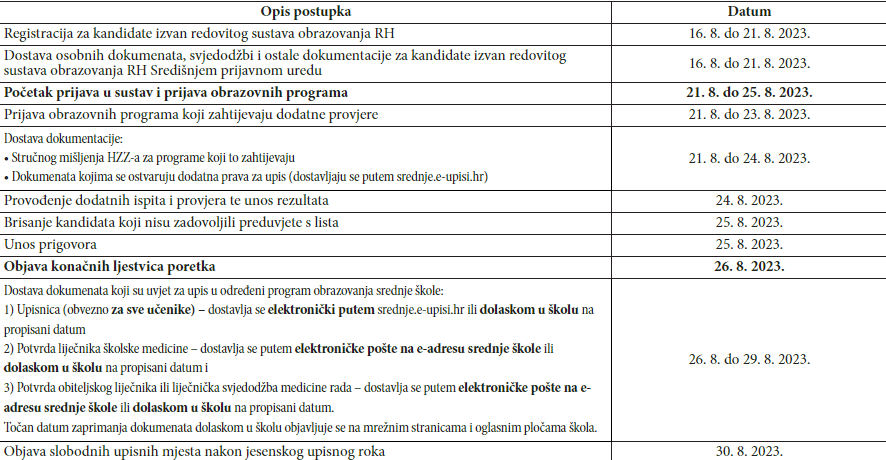 Opis postupka Datum
Registracija za kandidate izvan redovitog sustava obrazovanja RH 16. 8. do 21. 8. 2023.
Dostava osobnih dokumenata, svjedodžbi i ostale dokumentacije za kandidate izvan redovitog
sustava obrazovanja RH Središnjem prijavnom uredu 16. 8. do 21. 8. 2023.
Početak prijava u sustav i prijava obrazovnih programa 21. 8. do 25. 8. 2023.
Prijava obrazovnih programa koji zahtijevaju dodatne provjere 21. 8. do 23. 8. 2023.
Dostava dokumentacije:
• Stručnog mišljenja HZZ-a za programe koji to zahtijevaju 21. 8. do 24. 8. 2023.
• Dokumenata kojima se ostvaruju dodatna prava za upis (dostavljaju se putem srednje.e-upisi.hr)
Provođenje dodatnih ispita i provjera te unos rezultata 24. 8. 2023.
Brisanje kandidata koji nisu zadovoljili preduvjete s lista 25. 8. 2023.
Unos prigovora 25. 8. 2023.
Objava konačnih ljestvica poretka 26. 8. 2023.
Dostava dokumenata koji su uvjet za upis u određeni program obrazovanja srednje škole:
1) Upisnica (obvezno za sve učenike) – dostavlja se elektronički putem srednje.e-upisi.hr ili dolaskom u školu na
propisani datum
2) Potvrda liječnika školske medicine – dostavlja se putem elektroničke pošte na e-adresu srednje škole ili
dolaskom u školu na propisani datum i 26. 8. do 29. 8. 2023.
3) Potvrda obiteljskog liječnika ili liječnička svjedodžba medicine rada – dostavlja se putem elektroničke pošte na e-
adresu srednje škole ili dolaskom u školu na propisani datum.
Točan datum zaprimanja dokumenata dolaskom u školu objavljuje se na mrežnim stranicama i oglasnim pločama škola.
Objava slobodnih upisnih mjesta nakon jesenskog upisnog roka 30. 8. 2023.